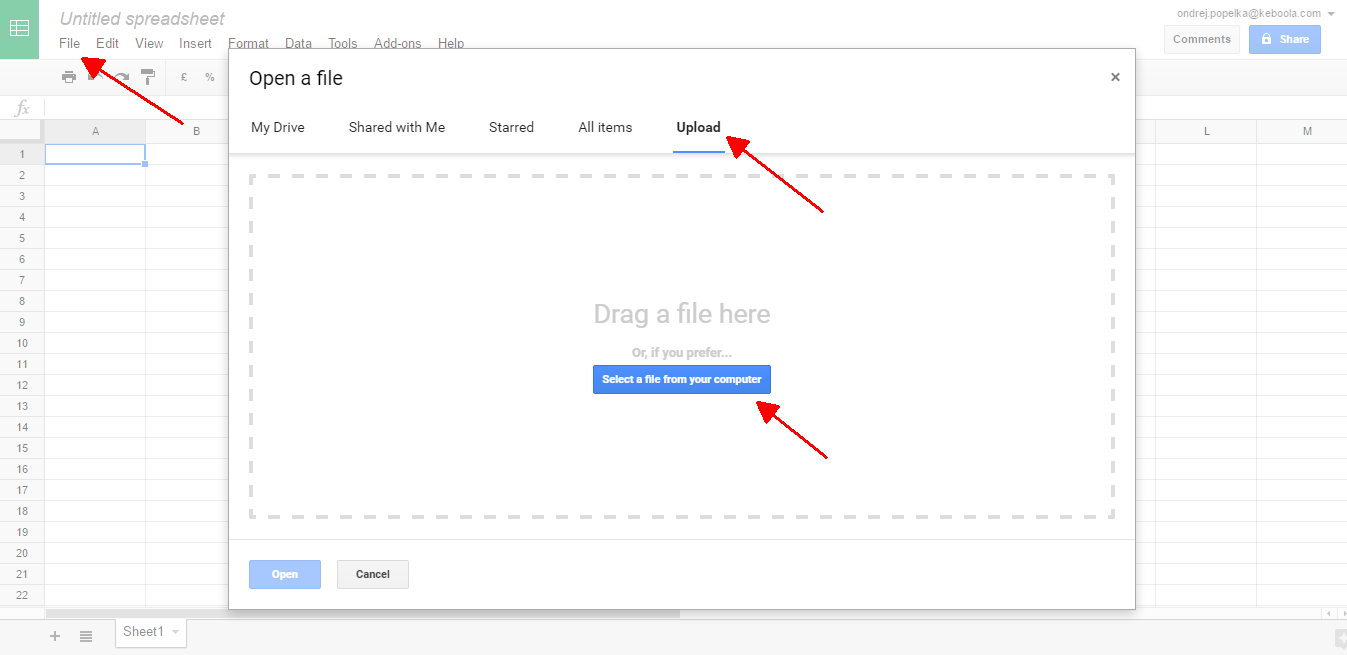 Untitled spreadsheet
ondrej.popelka@keboola.com
File Edit View Insert Format Data Tools Add-ons Help
Comments
Share
£ %
Open a file
×
fx
My Drive Shared with Me Starred All items Upload
A B L M
1
2
3
4
5
6
7
8
9
10
11
12
13
14
15
16
17
18
19
20
21
22
Drag a file here
Or, if you prefer...
Select a file from your computer
Open Cancel
Sheet1